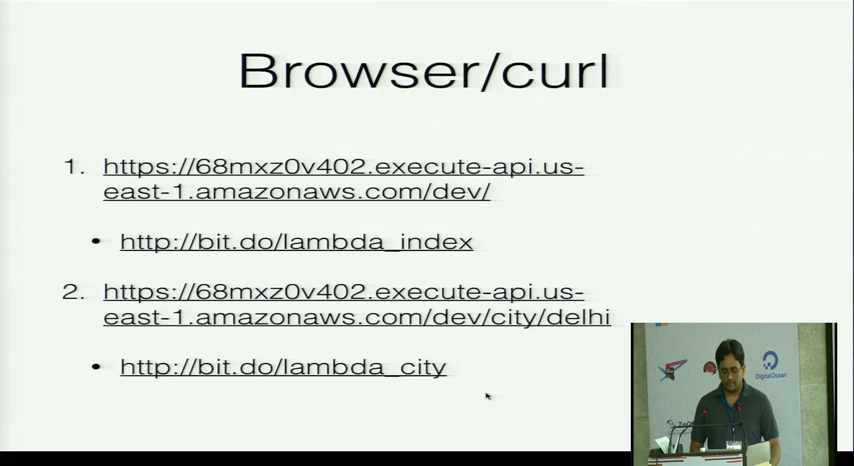 Browser/curl
1. https://68mxz0v402.execute-api.us-
east-1.amazonaws.com/dev/
• http://bit.do/lambda_index
2. https://68mxz0v402.execute-api.us-
east-1.amazonaws.com/dev/city/delhi
• http://bit.do/lambda_city
DigitalOcean